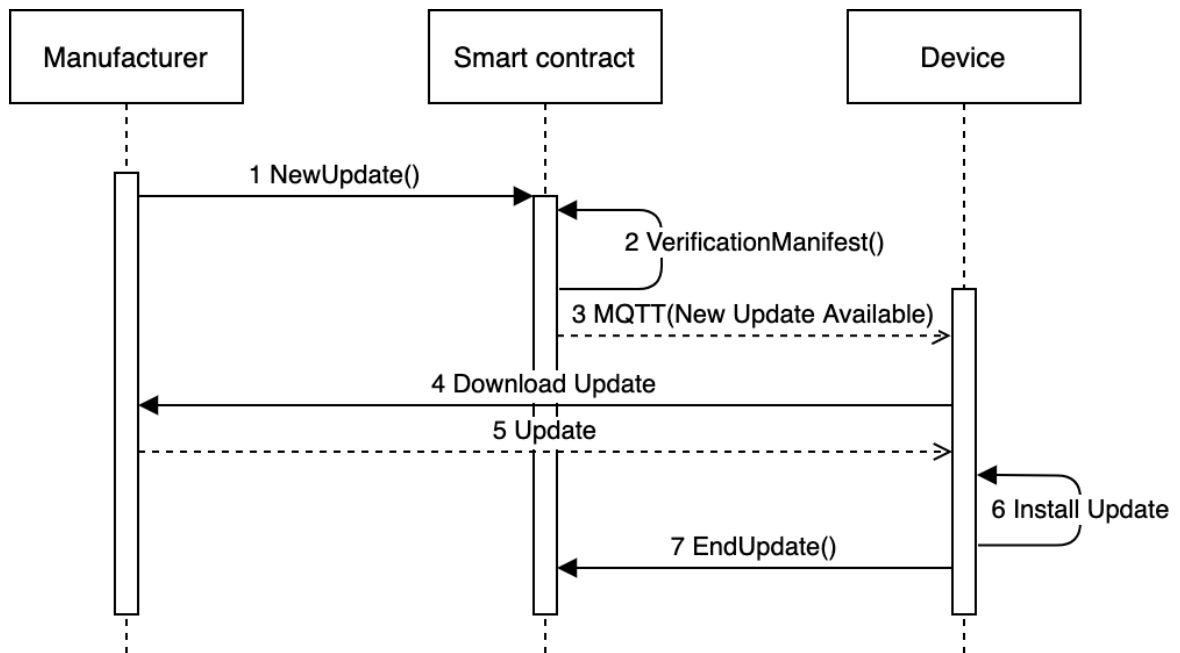 Manufacturer
Smart contract
Device
1 NewUpdate()
2 VerificationManifest()
3 MQTT(New Update Available)
4 Download Update
5 Update
6 Install Update
7 EndUpdate()